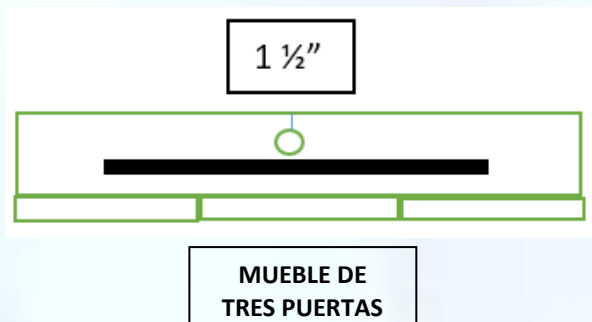 1 ½”
MUEBLE DE
TRES PUERTAS